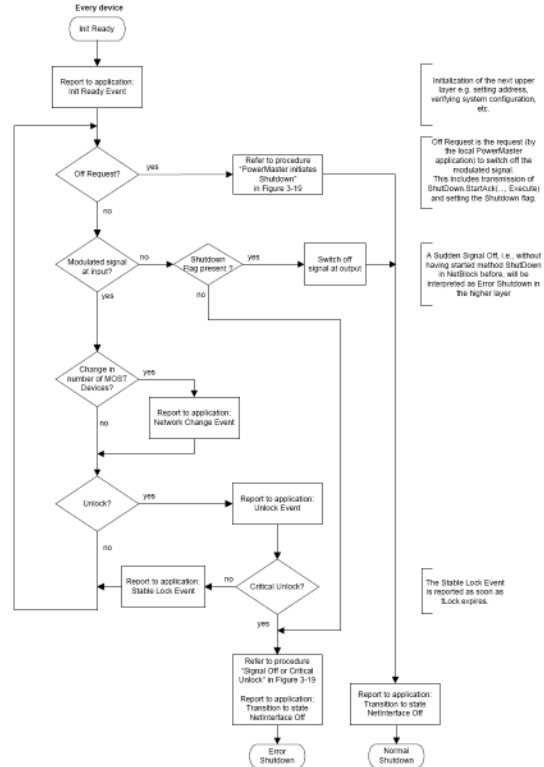 Every device
Init Ready
Report to application:
Init Ready Event
Initialization of the next upper
layer e.g. setting address,
verifying system configuration,
etc.
Off Request?
yes
no
Refer to procedure
"PowerMaster initiates
Shutdown"
in Figure 3-19
Off Request is the request (by
the local PowerMaster
application) to switch off the
modulated signal.
This includes transmission of
ShutDown.StartAck(..., Execute)
and setting the Shutdown flag.
Modulated signal
at input?
no
yes
Shutdown
Flag present ?
yes
no
Switch off
signal at output
A Sudden Signal Off, i.e., without
having started method ShutDown
in NetBlock before, will be
interpreted as Error Shutdown in
the higher layer
Change in
number of MOST
Devices?
yes
no
Report to application:
Network Change Event
Unlock?
yes
no
Report to application:
Unlock Event
Critical Unlock?
no
yes
Report to application:
Stable Lock Event
The Stable Lock Event
is reported as soon as
tLock expires.
Refer to procedure
"Signal Off or Critical
Unlock" in Figure 3-19
Report to application:
Transition to state
NetInterface Off
Report to application:
Transition to state
NetInterface Off
Error
Shutdown
Normal
Shutdown